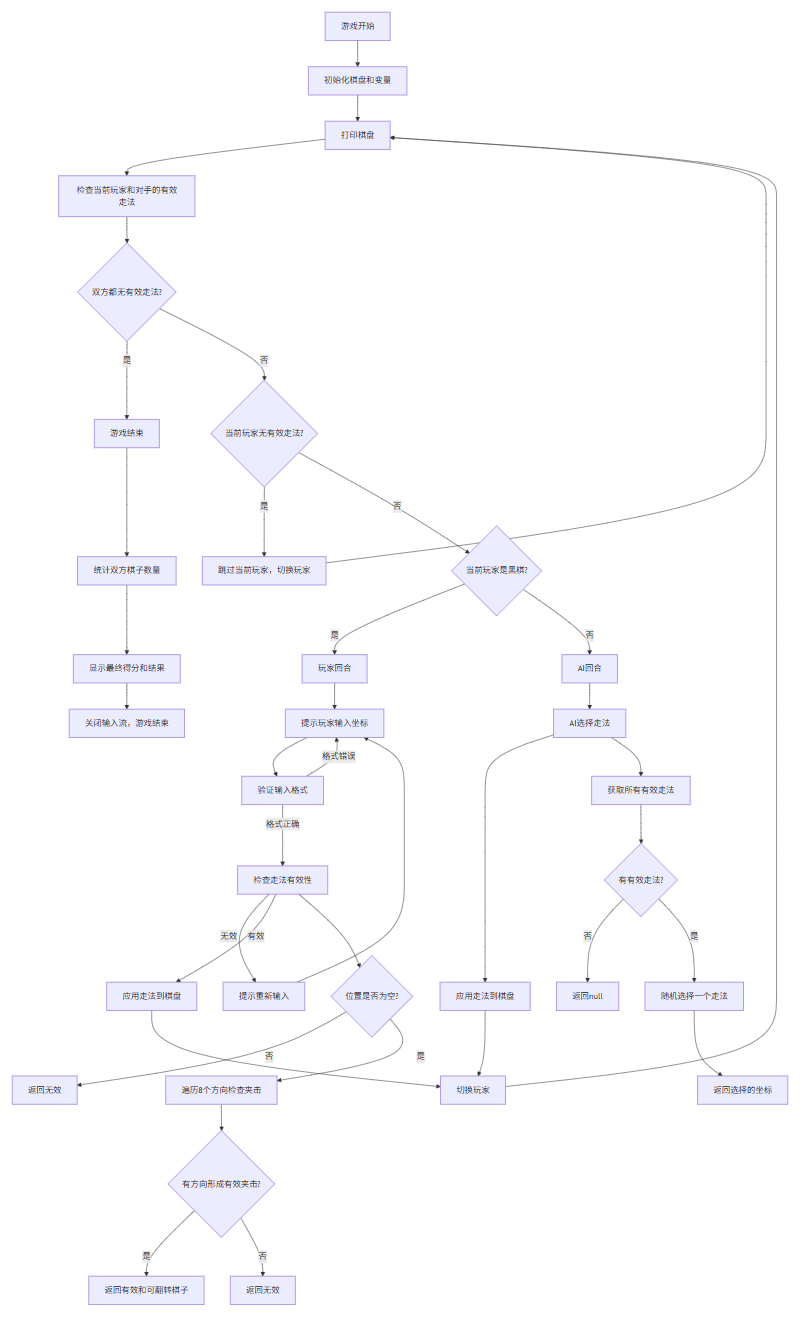 游戏开始
初始化棋盘和变量
打印棋盘
检查当前玩家和对手的有效
走法
双方都无有效走法?
是
否
游戏结束
当前玩家无有效走法?
是
否
统计双方棋子数量
跳过当前玩家，切换玩家
当前玩家是黑棋?
是
否
显示最终得分和结果
玩家回合
AI回合
关闭输入流，游戏结束
提示玩家输入坐标
AI选择走法
格式错误
验证输入格式
获取所有有效走法
格式正确
检查走法有效性
有有效走法?
无效
有效
否
是
应用走法到棋盘
提示重新输入
位置是否为空?
应用走法到棋盘
返回null
随机选择一个走法
否
是
返回无效
遍历8个方向检查夹击
切换玩家
返回选择的坐标
有方向形成有效夹击?
是
否
返回有效和可翻转棋子
返回无效